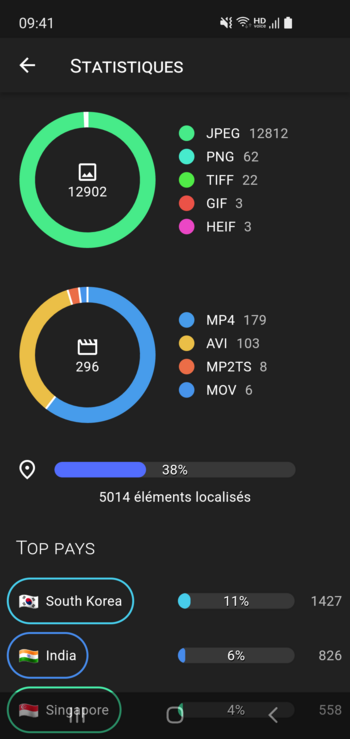 09:41 HD VOICE
STATISTIQUES
12902
JPEG 12812
PNG 62
TIFF 22
GIF 3
HEIF 3
296
MP4 179
AVI 103
MP2TS 8
MOV 6
38%
5014 éléments localisés
TOP PAYS
South Korea 11% 1427
India 6% 826
Singapore 4% 558